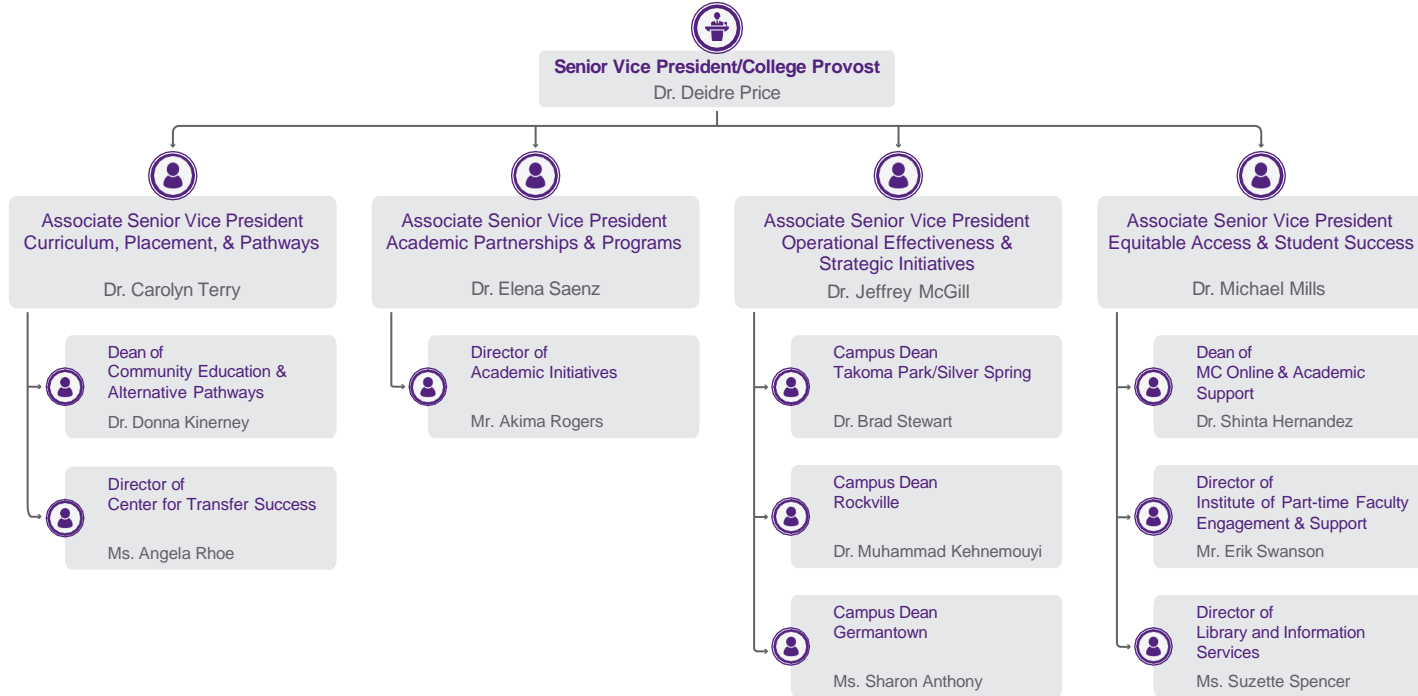 Senior Vice President/College Provost
Dr. Deidre Price
Associate Senior Vice President
Curriculum, Placement, & Pathways
Dr. Carolyn Terry
Dean of
Community Education &
Alternative Pathways
Dr. Donna Kinerney
Director of
Center for Transfer Success
Ms. Angela Rhoe
Associate Senior Vice President
Academic Partnerships & Programs
Dr. Elena Saenz
Director of
Academic Initiatives
Mr. Akima Rogers
Associate Senior Vice President
Operational Effectiveness &
Strategic Initiatives
Dr. Jeffrey McGill
Campus Dean
Takoma Park/Silver Spring
Dr. Brad Stewart
Campus Dean
Rockville
Dr. Muhammad Kehnemouyi
Campus Dean
Germantown
Ms. Sharon Anthony
Associate Senior Vice President
Equitable Access & Student Success
Dr. Michael Mills
Dean of
MC Online & Academic
Support
Dr. Shinta Hernandez
Director of
Institute of Part-time Faculty
Engagement & Support
Mr. Erik Swanson
Director of
Library and Information
Services
Ms. Suzette Spencer